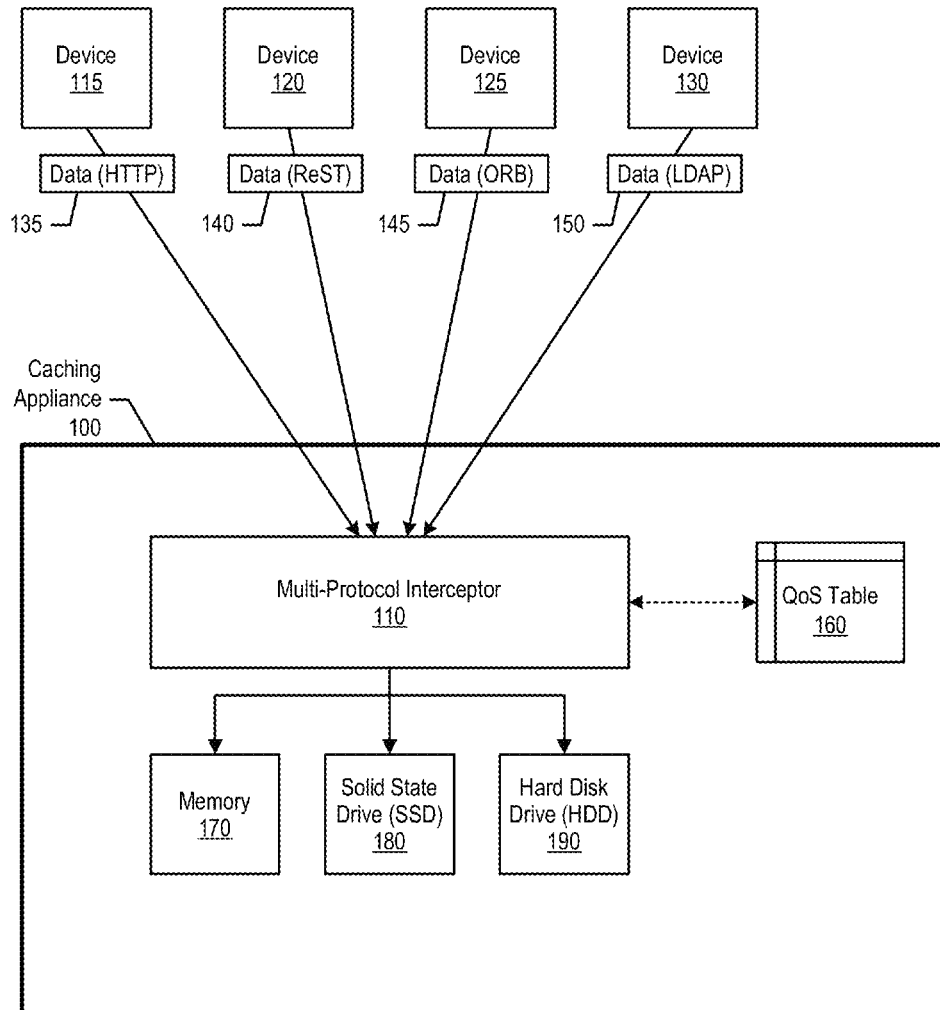 Device
115
Device
120
Device
125
Device
130
Data (HTTP)
Data (ReST)
Data (ORB)
Data (LDAP)
135
140
145
150
Caching
Appliance
100
Multi-Protocol Interceptor
110
QoS Table
160
Memory
170
Solid State
Drive (SSD)
180
Hard Disk
Drive (HDD)
190